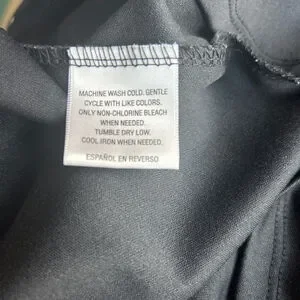 MACHINE WASH COLD, GENTLE
CYCLE WITH LIKE COLORS.
ONLY NON-CHLORINE BLEACH
WHEN NEEDED.
TUMBLE DRY LOW.
COOL IRON WHEN NEEDED.
ESPAÑOL EN REVERSO